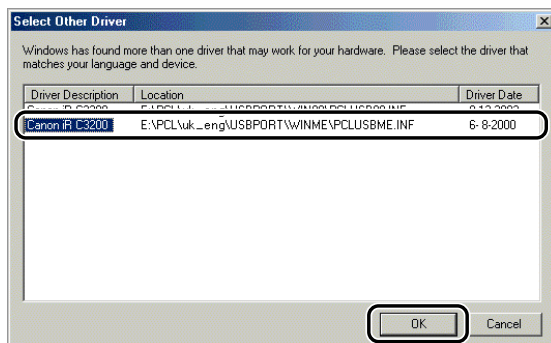 Select Other Driver
Windows has found more than one driver that may work for your hardware. Please select the driver that
matches your language and device.
Driver Description Location Driver Date
Canon iR C3200 E:\PCL\uk_eng\USBPORT\WINME\PCLUSBME.INF 6- 8-2000
OK Cancel